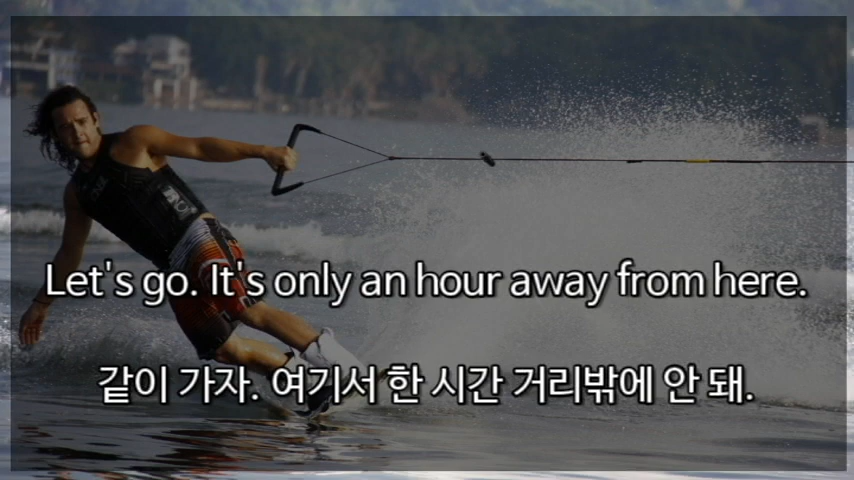 Let's go. It's only an hour away from here.
같이 가자. 여기서 한 시간 거리밖에 안 돼.